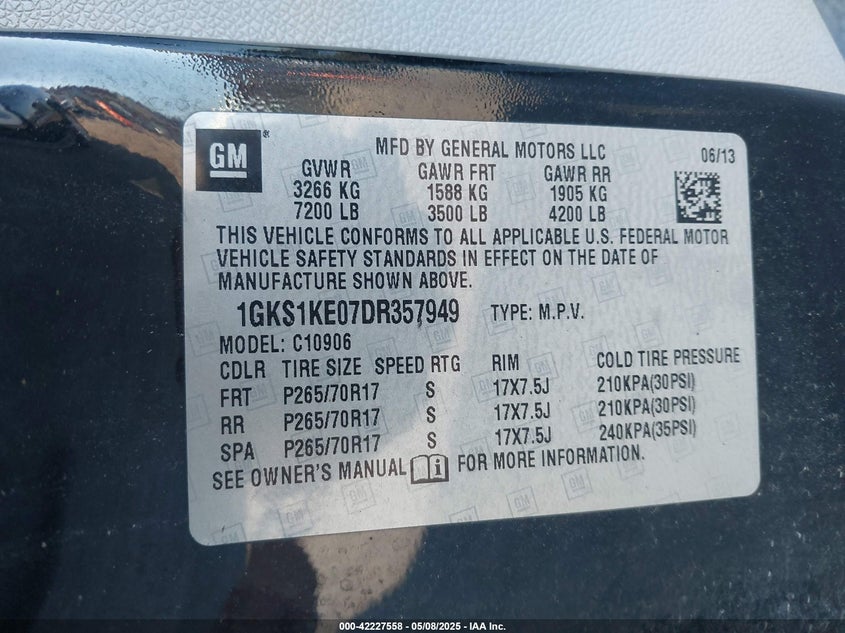 GM
MFD BY GENERAL MOTORS LLC
06/13
GVWR GAWR FRT GAWR RR
3266 KG 1588 KG 1905 KG
7200 LB 3500 LB 4200 LB
THIS VEHICLE CONFORMS TO ALL APPLICABLE U.S. FEDERAL MOTOR
VEHICLE SAFETY STANDARDS IN EFFECT ON THE DATE OF
MANUFACTURE SHOWN ABOVE.
1GKS1KE07DR357949 TYPE: M.P.V.
MODEL: C10906
CDLR TIRE SIZE SPEED RTG RIM COLD TIRE PRESSURE
FRT P265/70R17 S 17X7.5J 210KPA(30PSI)
RR P265/70R17 S 17X7.5J 210KPA(30PSI)
SPA P265/70R17 S 17X7.5J 240KPA(35PSI)
SEE OWNER'S MANUAL FOR MORE INFORMATION.
000-42227558 - 05/08/2025 - IAA Inc.